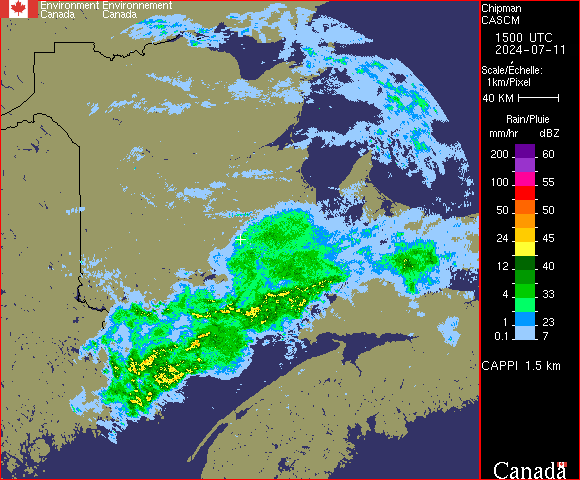 Environment Environnement
Canada Canada
Chipman
CASCM
1500 UTC
2024-07-11
Scale/Échelle:
1km/Pixel
40 KM
Rain/Pluie
mm/hr dBZ
200 60
100 55
50 50
24 45
12 40
4 33
1 23
0.1 7
CAPPI 1.5 km
Canada